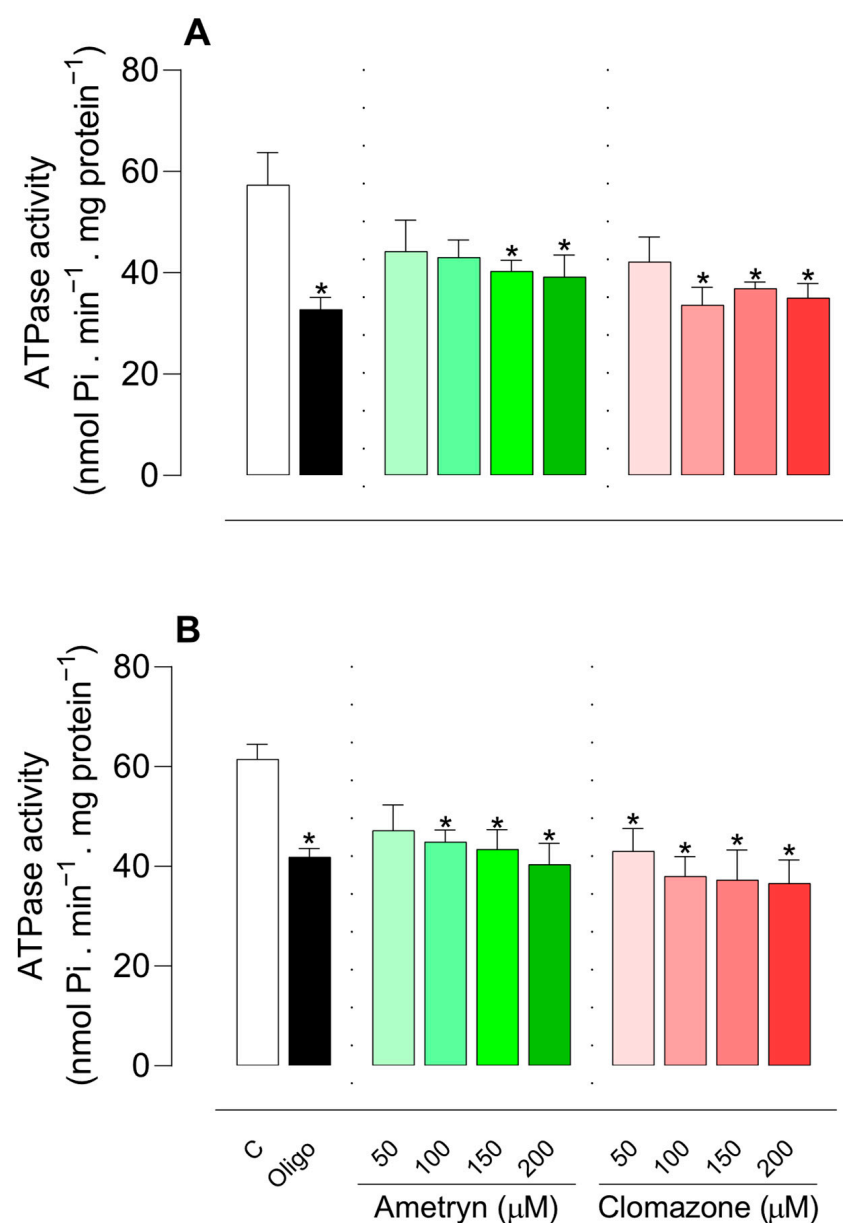 A
ATPase activity
(nmol Pi . min⁻¹ . mg protein⁻¹)
80
60
40
20
0
*
* *
* * *
B
ATPase activity
(nmol Pi . min⁻¹ . mg protein⁻¹)
80
60
40
20
0
*
* * *
* * * *
C Oligo 50 100 150 200 50 100 150 200
Ametryn (μM) Clomazone (μM)